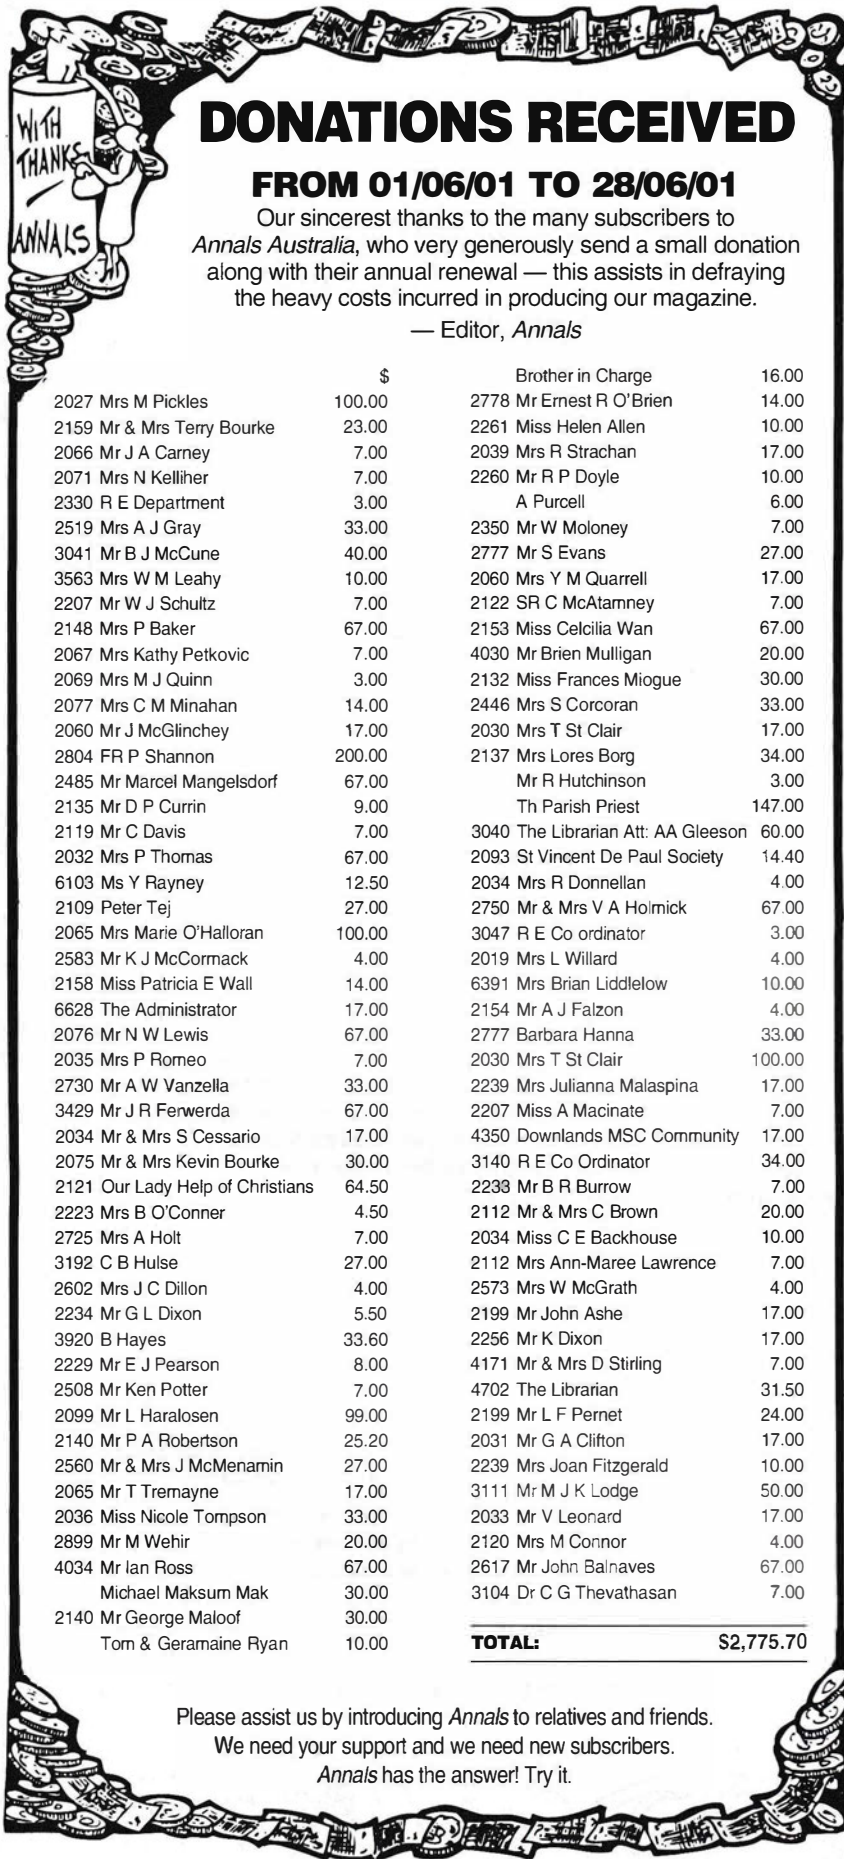 WITH
THANKS
ANNALS
DONATIONS RECEIVED
FROM 01/06/01 TO 28/06/01
Our sincerest thanks to the many subscribers to
Annals Australia, who very generously send a small donation
along with their annual renewal — this assists in defraying
the heavy costs incurred in producing our magazine.
— Editor, Annals
$
2027 Mrs M Pickles 100.00
2159 Mr & Mrs Terry Bourke 23.00
2066 Mr J A Carney 7.00
2071 Mrs N Kelliher 7.00
2330 R E Department 3.00
2519 Mrs A J Gray 33.00
3041 Mr B J McCune 40.00
3563 Mrs W M Leahy 10.00
2207 Mr W J Schultz 7.00
2148 Mrs P Baker 67.00
2067 Mrs Kathy Petkovic 7.00
2069 Mrs M J Quinn 3.00
2077 Mrs C M Minahan 14.00
2060 Mr J McGlinchey 17.00
2804 FR P Shannon 200.00
2485 Mr Marcel Mangelsdorf 67.00
2135 Mr D P Currin 9.00
2119 Mr C Davis 7.00
2032 Mrs P Thomas 67.00
6103 Ms Y Rayney 12.50
2109 Peter Tej 27.00
2065 Mrs Marie O'Halloran 100.00
2583 Mr K J McCormack 4.00
2158 Miss Patricia E Wall 14.00
6628 The Administrator 17.00
2076 Mr N W Lewis 67.00
2035 Mrs P Romeo 7.00
2730 Mr A W Vanzella 33.00
3429 Mr J R Ferwerda 67.00
2034 Mr & Mrs S Cessario 17.00
2075 Mr & Mrs Kevin Bourke 30.00
2121 Our Lady Help of Christians 64.50
2223 Mrs B O'Conner 4.50
2725 Mrs A Holt 7.00
3192 C B Hulse 27.00
2602 Mrs J C Dillon 4.00
2234 Mr G L Dixon 5.50
3920 B Hayes 33.60
2229 Mr E J Pearson 8.00
2508 Mr Ken Potter 7.00
2099 Mr L Haralosen 99.00
2140 Mr P A Robertson 25.20
2560 Mr & Mrs J McMenamin 27.00
2065 Mr T Tremayne 17.00
2036 Miss Nicole Tompson 33.00
2899 Mr M Wehir 20.00
4034 Mr Ian Ross 67.00
Michael Maksum Mak 30.00
2140 Mr George Maloof 30.00
Tom & Geramaine Ryan 10.00
Brother in Charge 16.00
2778 Mr Ernest R O'Brien 14.00
2261 Miss Helen Allen 10.00
2039 Mrs R Strachan 17.00
2260 Mr R P Doyle 10.00
A Purcell 6.00
2350 Mr W Moloney 7.00
2777 Mr S Evans 27.00
2060 Mrs Y M Quarrell 17.00
2122 SR C McAtamney 7.00
2153 Miss Celcilia Wan 67.00
4030 Mr Brien Mulligan 20.00
2132 Miss Frances Miogue 30.00
2446 Mrs S Corcoran 33.00
2030 Mrs T St Clair 17.00
2137 Mrs Lores Borg 34.00
Mr R Hutchinson 3.00
Th Parish Priest 147.00
3040 The Librarian Att: AA Gleeson 60.00
2093 St Vincent De Paul Society 14.40
2034 Mrs R Donnellan 4.00
2750 Mr & Mrs V A Holmick 67.00
3047 R E Co ordinator 3.00
2019 Mrs L Willard 4.00
6391 Mrs Brian Liddlelow 10.00
2154 Mr A J Falzon 4.00
2777 Barbara Hanna 33.00
2030 Mrs T St Clair 100.00
2239 Mrs Julianna Malaspina 17.00
2207 Miss A Macinate 7.00
4350 Downlands MSC Community 17.00
3140 R E Co Ordinator 34.00
2233 Mr B R Burrow 7.00
2112 Mr & Mrs C Brown 20.00
2034 Miss C E Backhouse 10.00
2112 Mrs Ann-Maree Lawrence 7.00
2573 Mrs W McGrath 4.00
2199 Mr John Ashe 17.00
2256 Mr K Dixon 17.00
4171 Mr & Mrs D Stirling 7.00
4702 The Librarian 31.50
2199 Mr L F Pernet 24.00
2031 Mr G A Clifton 17.00
2239 Mrs Joan Fitzgerald 10.00
3111 Mr M J K Lodge 50.00
2033 Mr V Leonard 17.00
2120 Mrs M Connor 4.00
2617 Mr John Balnaves 67.00
3104 Dr C G Thevathasan 7.00
TOTAL: $2,775.70
Please assist us by introducing Annals to relatives and friends.
We need your support and we need new subscribers.
Annals has the answer! Try it.